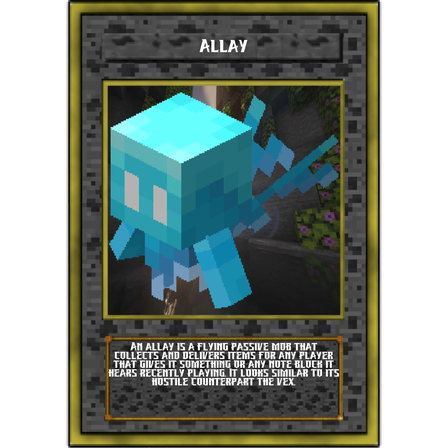 ALLAY
AN ALLAY IS A FLYING PASSIVE MOB THAT
COLLECTS AND DELIVERS ITEMS FOR ANY PLAYER
THAT GIVES IT SOMETHING OR ANY NOTE BLOCK IT
HEARS RECENTLY PLAYING. IT LOOKS SIMILAR TO ITS
HOSTILE COUNTERPART THE VEX.